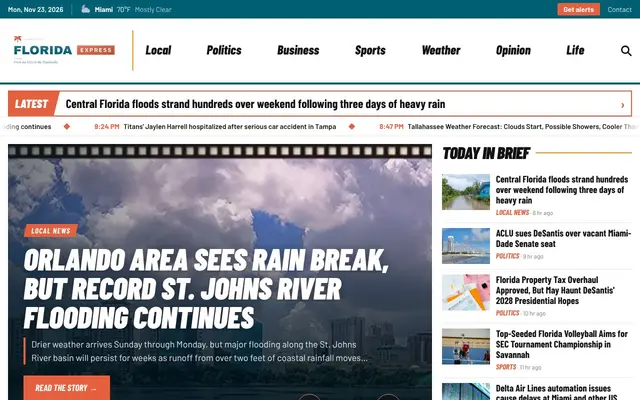 Mon, Nov 23, 2026
Miami 70°F Mostly Clear
Get alerts
Contact
FLORIDA EXPRESS
Local
Politics
Business
Sports
Weather
Opinion
Life
LATEST
Central Florida floods strand hundreds over weekend following three days of heavy rain
continues
9:24 PM Titans' Jaylen Harrell hospitalized after serious car accident in Tampa
8:47 PM Tallahassee Weather Forecast: Clouds Start, Possible Showers, Cooler
LOCAL NEWS
ORLANDO AREA SEES RAIN BREAK,
BUT RECORD ST. JOHNS RIVER
FLOODING CONTINUES
Drier weather arrives Sunday through Monday, but major flooding along the St. Johns
River basin will persist for weeks as runoff from over two feet of coastal rainfall moves...
READ THE STORY →
TODAY IN BRIEF
Central Florida floods strand hundreds
over weekend following three days of
heavy rain
LOCAL NEWS · 8 hr ago
ACLU sues DeSantis over vacant Miami-
Dade Senate seat
POLITICS · 9 hr ago
Florida Property Tax Overhaul
Approved, But May Haunt DeSantis'
2028 Presidential Hopes
POLITICS · 10 hr ago
Top-Seeded Florida Volleyball Aims for
SEC Tournament Championship in
Savannah
SPORTS · 11 hr ago
Delta Air Lines automation issues
cause delays at Miami and other US